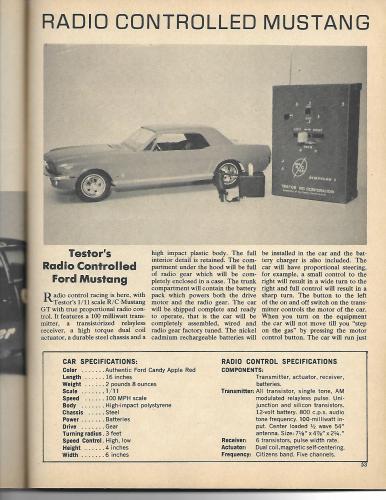 RADIO CONTROLLED MUSTANG
TESTOR RC CORPORATION
Testor's
Radio Controlled
Ford Mustang
Radio control racing is here, with
Testor's 1/11 scale R/C Mustang
GT with true proportional radio con-
trol. It features a 100 milliwatt trans-
mitter, a transistorized relayless
receiver, a high torque dual coil
actuator, a durable steel chassis and a
high impact plastic body. The full
interior detail is retained. The com-
partment under the hood will be full
of radio gear which will be com-
pletely enclosed in a case. The trunk
compartment will contain the battery
pack which powers both the drive
motor and the radio gear. The car
will be shipped complete and ready
to operate, that is the car will be
completely assembled, wired and
radio gear factory tuned. The nickel
cadmium rechargeable batteries will
be installed in the car and the bat-
tery charger is also included. The
car will have proportional steering,
for example, a small control to the
right will result in a wide turn to the
right and full control will result in a
sharp turn. The button to the left
of the on and off switch on the trans-
mitter controls the motor of the car.
When you turn on the equipment
the car will not move till you "step
on the gas" by pressing the motor
control button. The car will run just
CAR SPECIFICATIONS:
Color . . . . . . Authentic Ford Candy Apple Red
Length . . . . . . 16 inches
Weight . . . . . . 2 pounds 8 ounces
Scale . . . . . . 1/11
Speed . . . . . . 100 MPH scale
Body . . . . . . High-impact polystyrene
Chassis . . . . . . Steel
Power . . . . . . Batteries
Drive . . . . . . Gear
Turning radius . 3 feet
Speed Control . High, low
Height . . . . . . 4 inches
Width . . . . . . 6 inches
RADIO CONTROL SPECIFICATIONS
COMPONENTS:
Transmitter, actuator, receiver,
batteries.
Transmitter: All transistor, single tone, AM
modulated relayless pulse. Uni-
junction and silicon transistors.
12-volt battery. 800 c.p.s. audio
tone frequency. 100-milliwatt in-
put. Center loaded ½ wave 54"
antenna. Size:
Receiver: 6 transistors, pulse width rate.
Actuator: Dual coil, magnetic self-centering.
Frequency: Citizens band. Five channels.